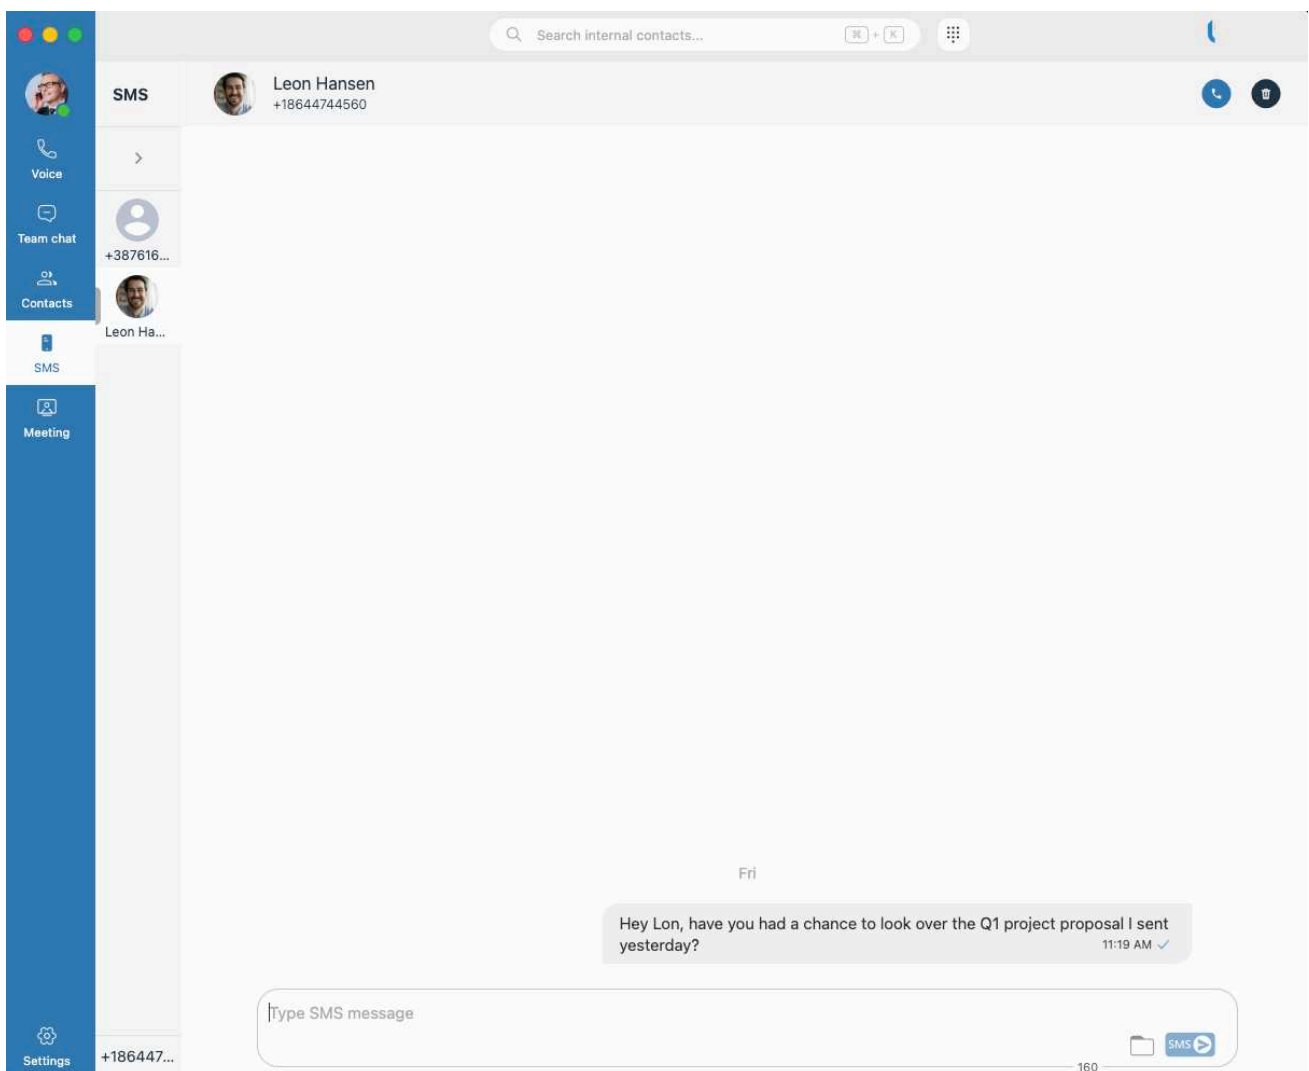 Search internal contacts...
⌘ + K
SMS
Leon Hansen
+18644744560
Voice
Team chat
Contacts
SMS
Meeting
Settings
+387616...
Leon Ha...
+186447...
Fri
Hey Lon, have you had a chance to look over the Q1 project proposal I sent
yesterday?
11:19 AM
Type SMS message
SMS
160